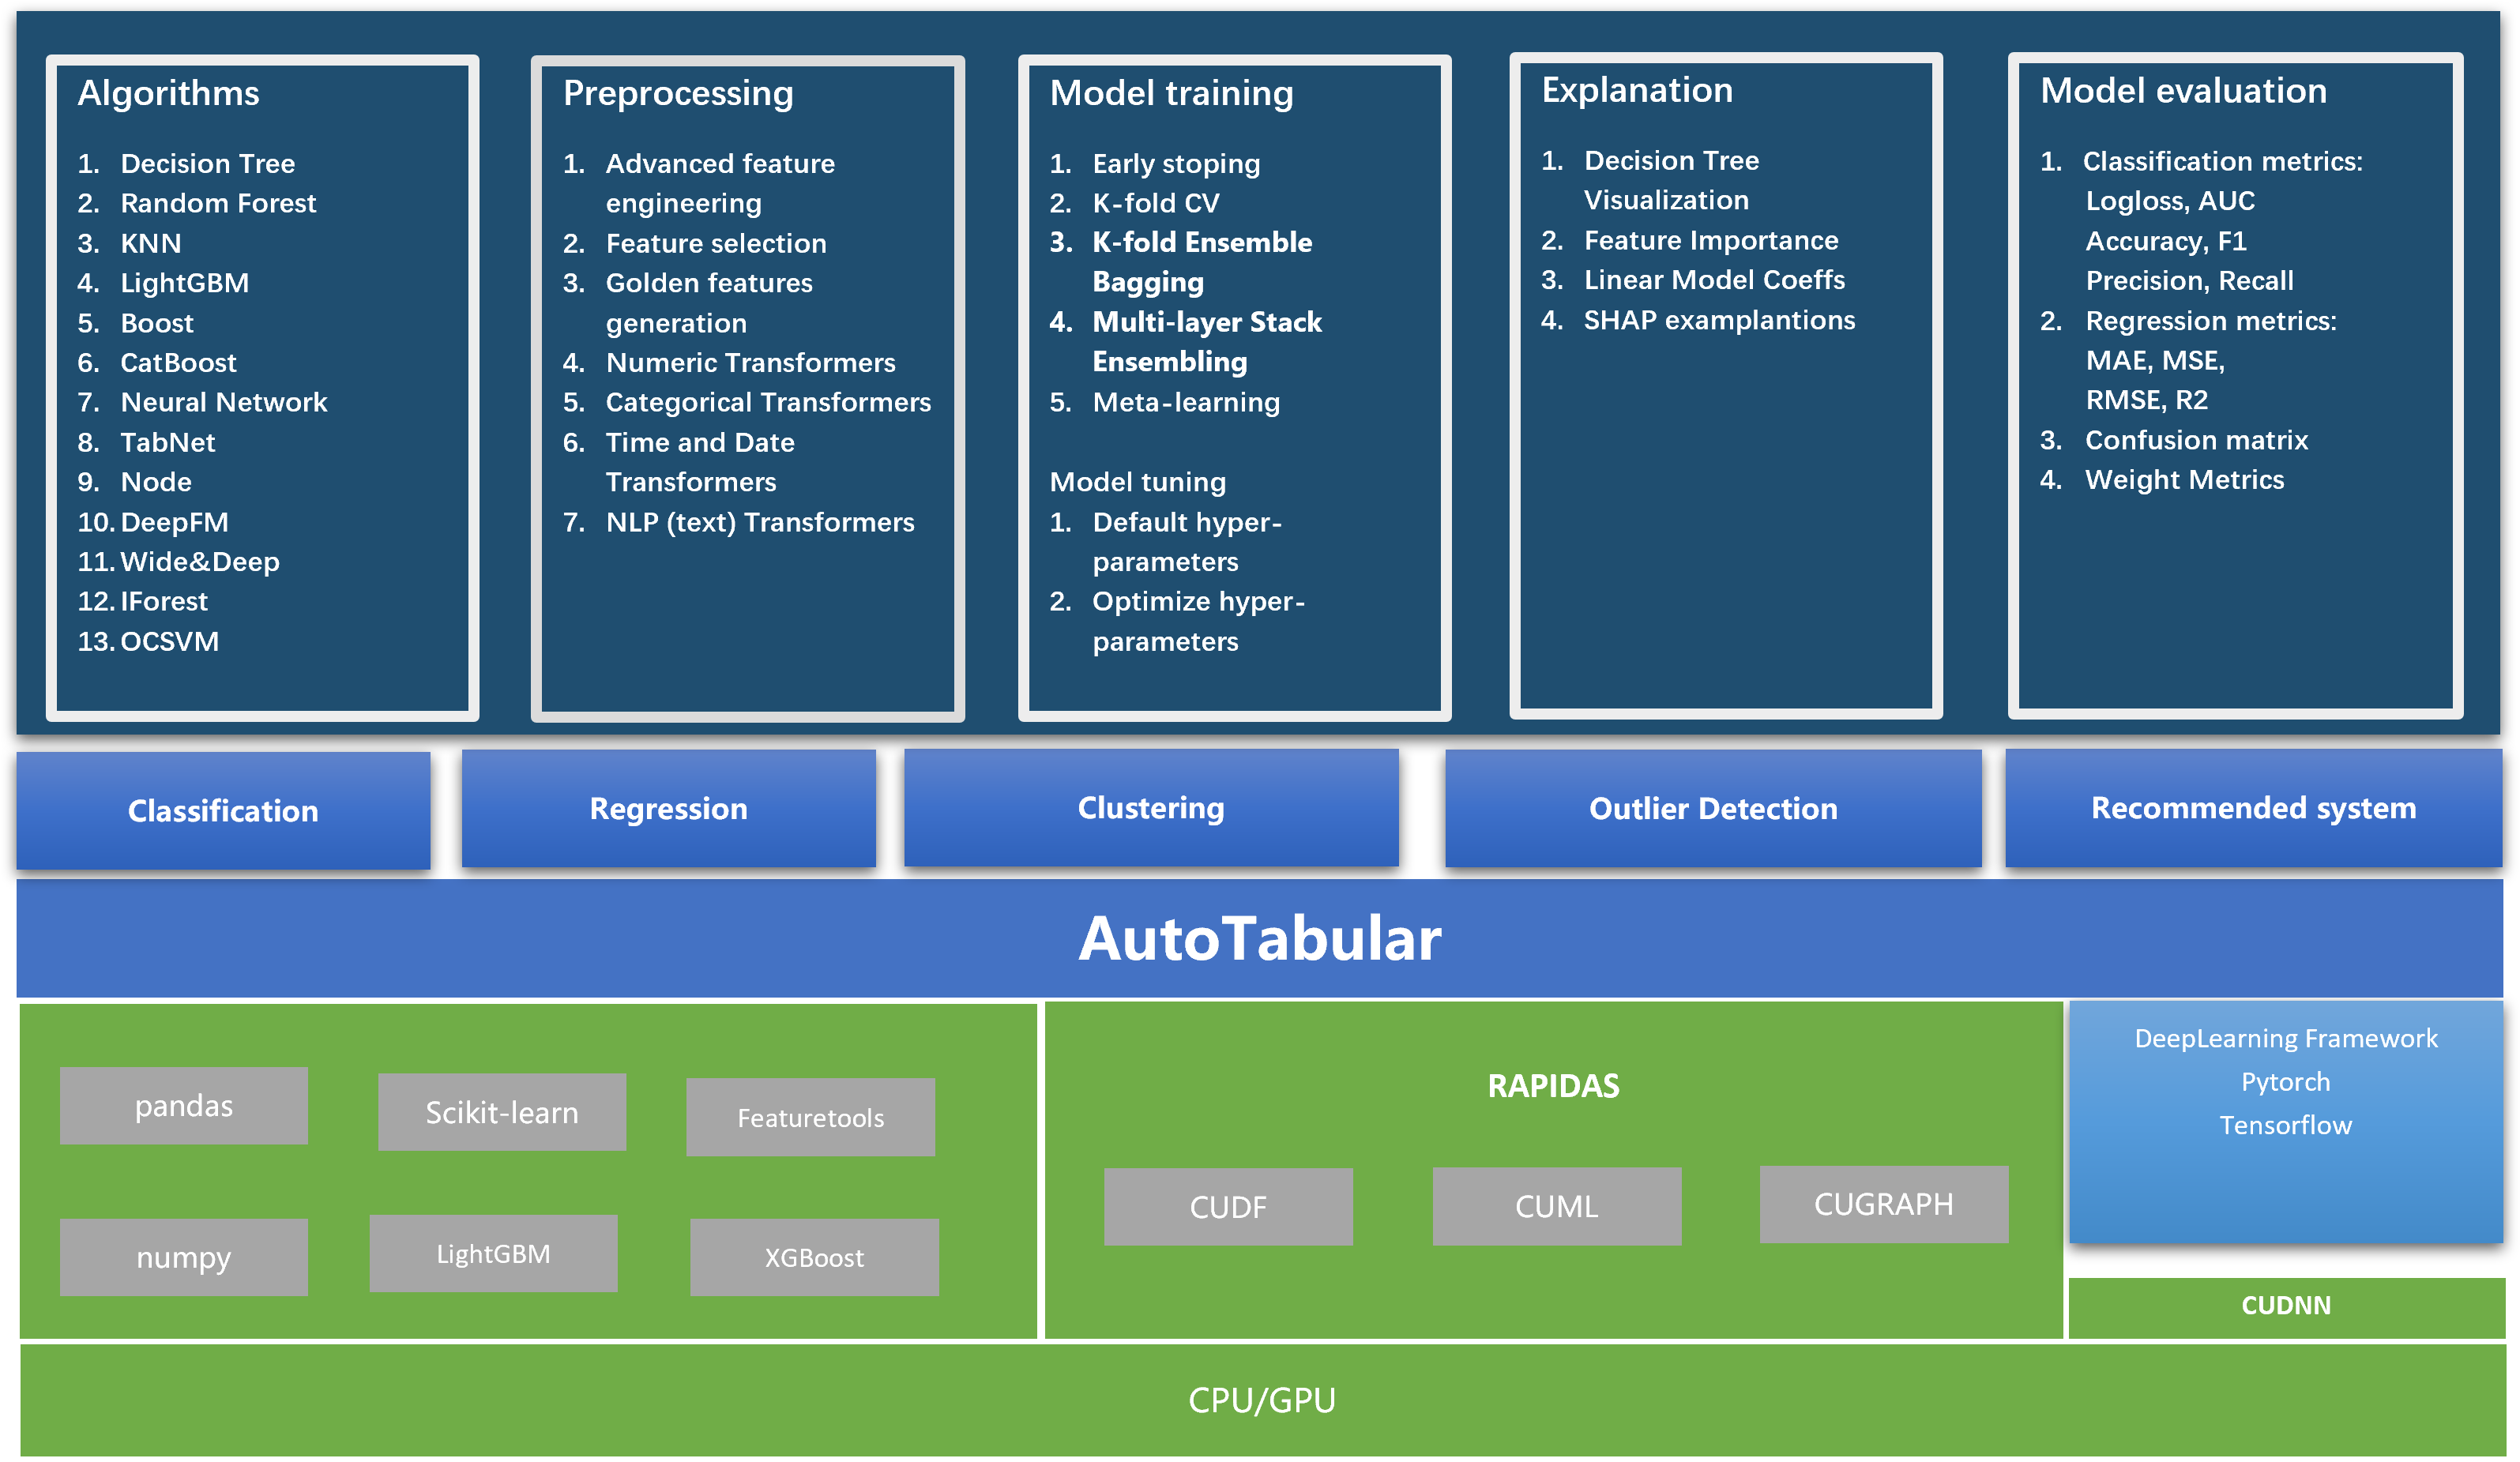 Algorithms
1. Decision Tree
2. Random Forest
3. KNN
4. LightGBM
5. Boost
6. CatBoost
7. Neural Network
8. TabNet
9. Node
10. DeepFM
11. Wide&Deep
12. IForest
13. OCSVM
Preprocessing
1. Advanced feature
engineering
2. Feature selection
3. Golden features
generation
4. Numeric Transformers
5. Categorical Transformers
6. Time and Date
Transformers
7. NLP (text) Transformers
Model training
1. Early stoping
2. K-fold CV
3. K-fold Ensemble
Bagging
4. Multi-layer Stack
Ensembling
5. Meta-learning
Model tuning
1. Default hyper-
parameters
2. Optimize hyper-
parameters
Explanation
1. Decision Tree
Visualization
2. Feature Importance
3. Linear Model Coeffs
4. SHAP examplantions
Model evaluation
1. Classification metrics:
Logloss, AUC
Accuracy, F1
Precision, Recall
2. Regression metrics:
MAE, MSE,
RMSE, R2
3. Confusion matrix
4. Weight Metrics
Classification
Regression
Clustering
Outlier Detection
Recommended system
AutoTabular
pandas
Scikit-learn
Featuretools
numpy
LightGBM
XGBoost
RAPIDAS
CUDF
CUML
CUGRAPH
DeepLearning Framework
Pytorch
Tensorflow
CUDNN
CPU/GPU